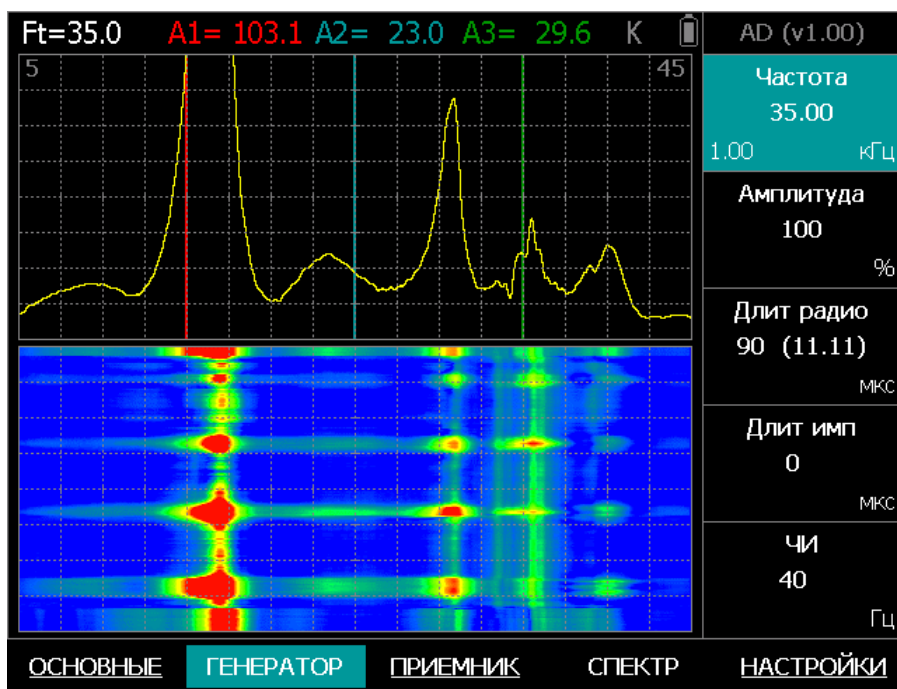 Ft=35.0 A1= 103.1 A2= 23.0 A3= 29.6 K AD (v1.00)
5 45
Частота
35.00
1.00 кГц
Амплитуда
100
%
Длит радио
90 (11.11)
мкс
Длит имп
0
мкс
ЧИ
40
Гц
ОСНОВНЫЕ ГЕНЕРАТОР ПРИЕМНИК СПЕКТР НАСТРОЙКИ